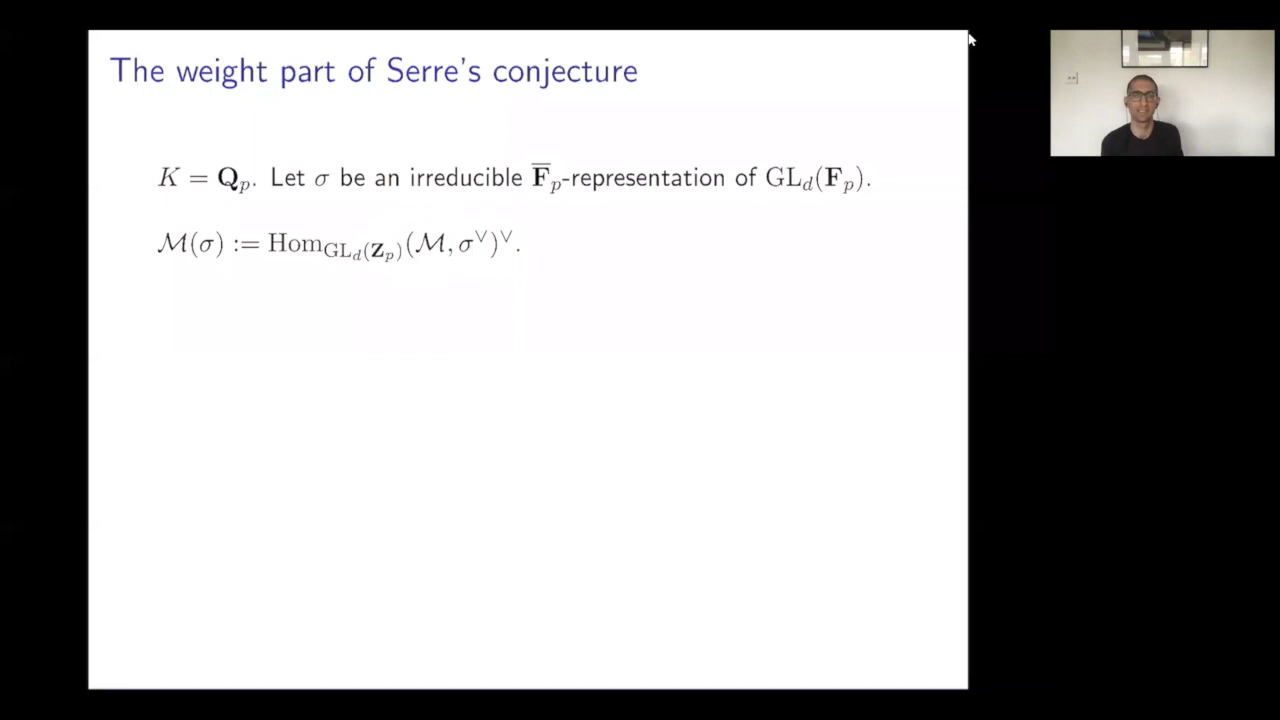 The weight part of Serre's conjecture
K = Q_p. Let σ be an irreducible F̅_p-representation of GL_d(F_p).
ℳ(σ) := Hom_{GL_d(Z_p)}(ℳ, σ^∨)^∨.